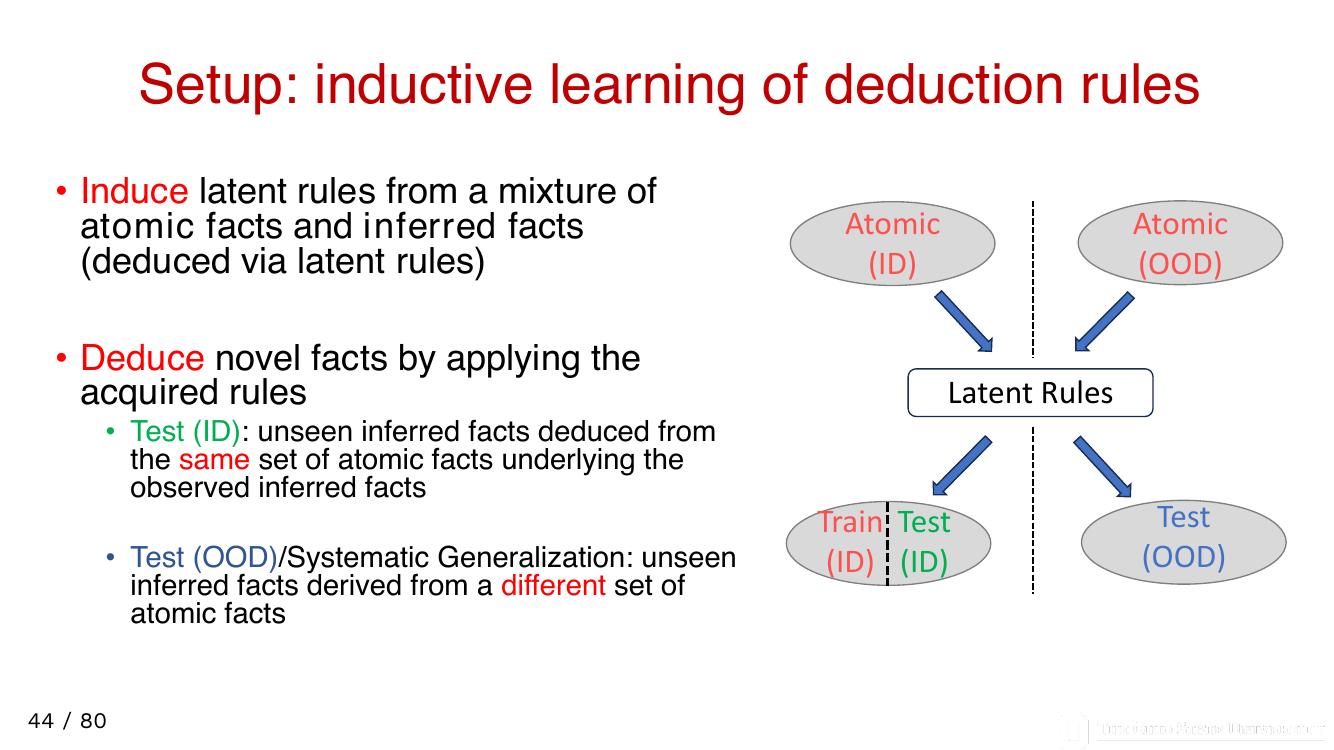 Setup: inductive learning of deduction rules
• Induce latent rules from a mixture of
atomic facts and inferred facts
(deduced via latent rules)
• Deduce novel facts by applying the
acquired rules
• Test (ID): unseen inferred facts deduced from
the same set of atomic facts underlying the
observed inferred facts
• Test (OOD)/Systematic Generalization: unseen
inferred facts derived from a different set of
atomic facts
Atomic
(ID)
Atomic
(OOD)
Latent Rules
Train
(ID)
Test
(ID)
Test
(OOD)
44 / 80